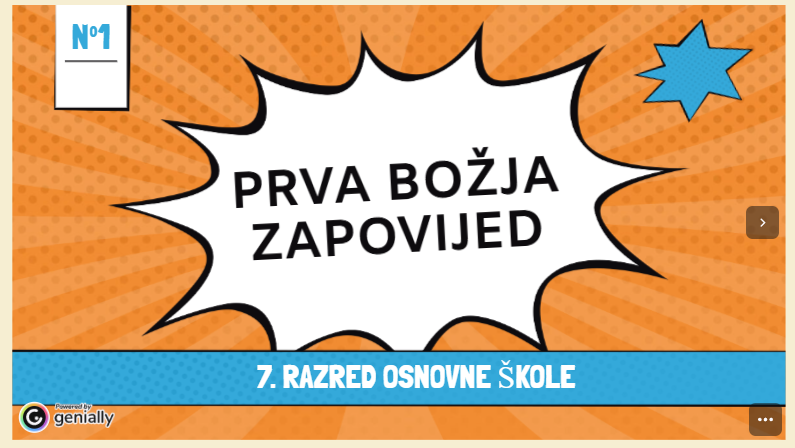 Nº1
PRVA BOŽJA
ZAPOVIJED
7. RAZRED OSNOVNE ŠKOLE
Powered by
genially